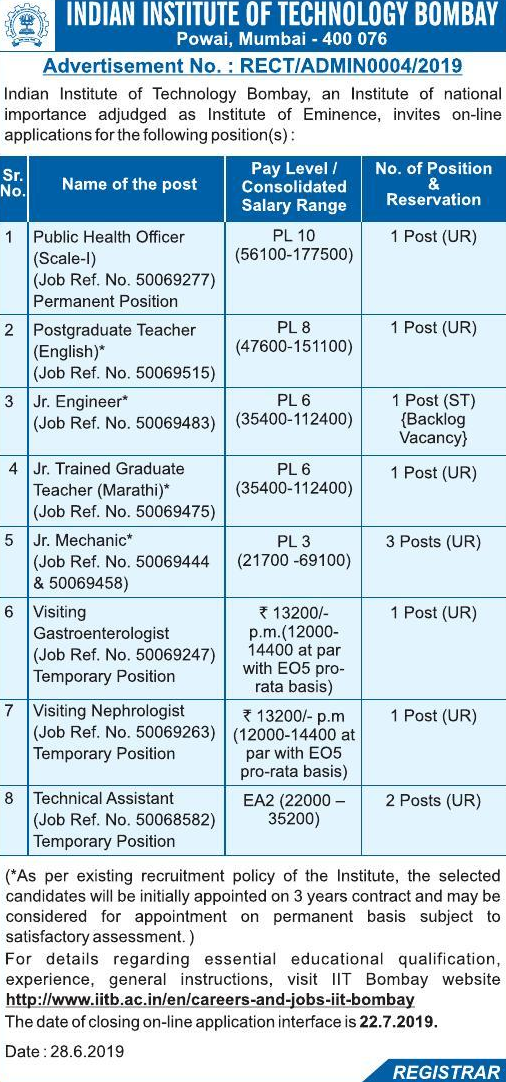 INDIAN INSTITUTE OF TECHNOLOGY BOMBAY
Powai, Mumbai - 400 076
Advertisement No. : RECT/ADMIN0004/2019
Indian Institute of Technology Bombay, an Institute of national
importance adjudged as Institute of Eminence, invites on-line
applications for the following position(s) :
Sr. No.
Name of the post
Pay Level /
Consolidated
Salary Range
No. of Position
&
Reservation
1
Public Health Officer
(Scale-I)
(Job Ref. No. 50069277)
Permanent Position
PL 10
(56100-177500)
1 Post (UR)
2
Postgraduate Teacher
(English)*
(Job Ref. No. 50069515)
PL 8
(47600-151100)
1 Post (UR)
3
Jr. Engineer*
(Job Ref. No. 50069483)
PL 6
(35400-112400)
1 Post (ST)
{Backlog
Vacancy}
4
Jr. Trained Graduate
Teacher (Marathi)*
(Job Ref. No. 50069475)
PL 6
(35400-112400)
1 Post (UR)
5
Jr. Mechanic*
(Job Ref. No. 50069444
& 50069458)
PL 3
(21700 -69100)
3 Posts (UR)
6
Visiting
Gastroenterologist
(Job Ref. No. 50069247)
Temporary Position
₹ 13200/-
p.m.(12000-
14400 at par
with EO5 pro-
rata basis)
1 Post (UR)
7
Visiting Nephrologist
(Job Ref. No. 50069263)
Temporary Position
₹ 13200/- p.m
(12000-14400 at
par with EO5
pro-rata basis)
1 Post (UR)
8
Technical Assistant
(Job Ref. No. 50068582)
Temporary Position
EA2 (22000 –
35200)
2 Posts (UR)
(*As per existing recruitment policy of the Institute, the selected
candidates will be initially appointed on 3 years contract and may be
considered for appointment on permanent basis subject to
satisfactory assessment. )
For details regarding essential educational qualification,
experience, general instructions, visit IIT Bombay website
http://www.iitb.ac.in/en/careers-and-jobs-iit-bombay
The date of closing on-line application interface is 22.7.2019.
Date : 28.6.2019
REGISTRAR